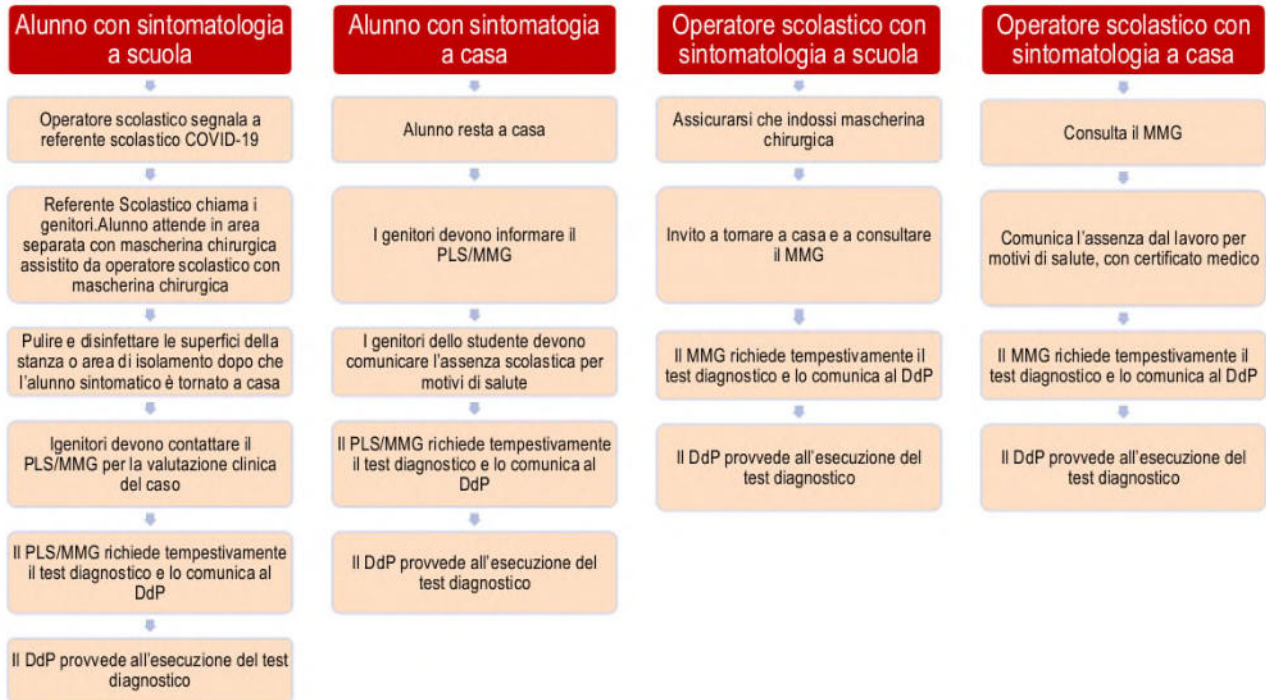 Alunno con sintomatologia
a scuola
Operatore scolastico segnala a
referente scolastico COVID-19
Referente Scolastico chiama i
genitori.Alunno attende in area
separata con mascherina chirurgica
assistito da operatore scolastico con
mascherina chirurgica
Pulire e disinfettare le superfici della
stanza o area di isolamento dopo che
l'alunno sintomatico è tornato a casa
Igenitori devono contattare il
PLS/MMG per la valutazione clinica
del caso
Il PLS/MMG richiede tempestivamente
il test diagnostico e lo comunica al
DdP
Il DdP provvede all'esecuzione del test
diagnostico
Alunno con sintomatogia
a casa
Alunno resta a casa
I genitori devono informare il
PLS/MMG
I genitori dello studente devono
comunicare l'assenza scolastica per
motivi di salute
Il PLS/MMG richiede tempestivamente
il test diagnostico e lo comunica al
DdP
Il DdP provvede all'esecuzione del
test diagnostico
Operatore scolastico con
sintomatologia a scuola
Assicurarsi che indossi mascherina
chirurgica
Invito a tornare a casa e a consultare
il MMG
Il MMG richiede tempestivamente il
test diagnostico e lo comunica al DdP
Il DdP provvede all'esecuzione del
test diagnostico
Operatore scolastico con
sintomatologia a casa
Consulta il MMG
Comunica l'assenza dal lavoro per
motivi di salute, con certificato medico
Il MMG richiede tempestivamente il
test diagnostico e lo comunica al DdP
Il DdP provvede all'esecuzione del
test diagnostico